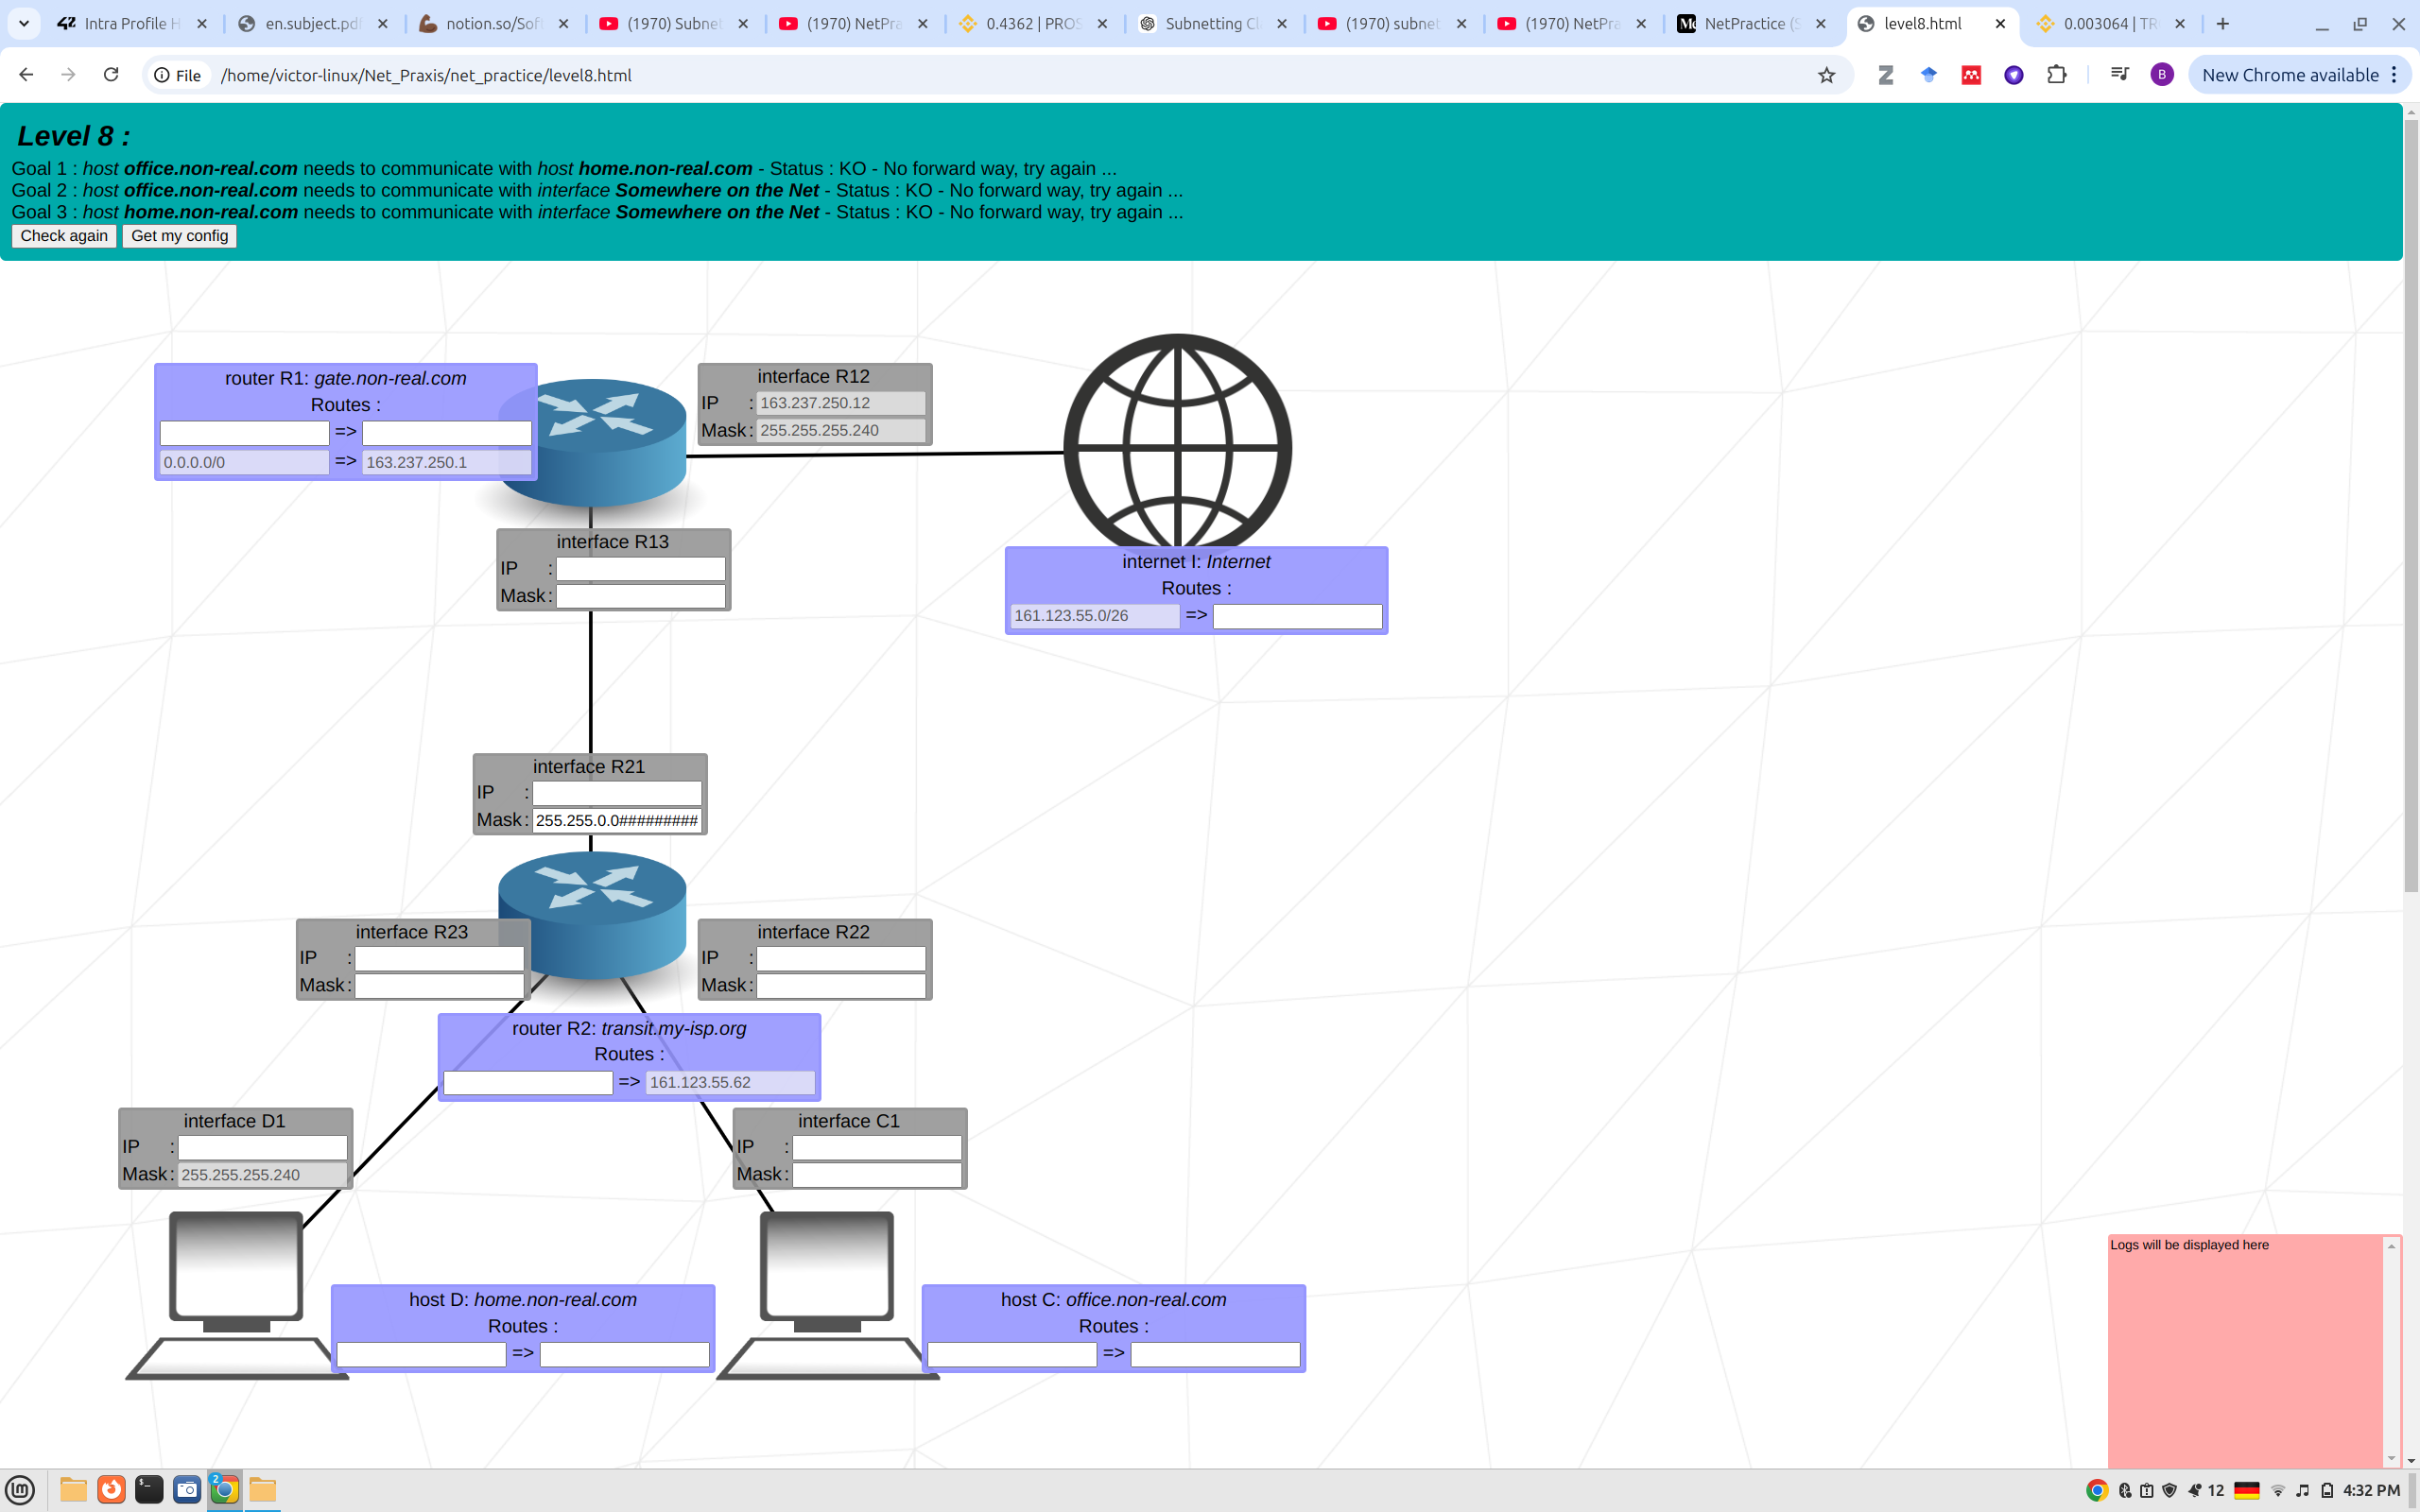 Intra Profile H
en.subject.pdf
notion.so/Soft
(1970) Subnet
(1970) NetPra
0.4362 | PROS
Subnetting Cl
(1970) subnet
(1970) NetPra
NetPractice (S
level8.html
0.003064 | TR
File
/home/victor-linux/Net_Praxis/net_practice/level8.html
B
New Chrome available
Level 8 :
Goal 1 : host office.non-real.com needs to communicate with host home.non-real.com - Status : KO - No forward way, try again ...
Goal 2 : host office.non-real.com needs to communicate with interface Somewhere on the Net - Status : KO - No forward way, try again ...
Goal 3 : host home.non-real.com needs to communicate with interface Somewhere on the Net - Status : KO - No forward way, try again ...
Check again Get my config
router R1: gate.non-real.com
Routes :
=>
0.0.0.0/0 => 163.237.250.1
interface R12
IP : 163.237.250.12
Mask : 255.255.255.240
interface R13
IP :
Mask :
internet I: Internet
Routes :
161.123.55.0/26 =>
interface R21
IP :
Mask : 255.255.0.0#########
interface R23
IP :
Mask :
interface R22
IP :
Mask :
router R2: transit.my-isp.org
Routes :
=> 161.123.55.62
interface D1
IP :
Mask : 255.255.255.240
interface C1
IP :
Mask :
Logs will be displayed here
host D: home.non-real.com
Routes :
=>
host C: office.non-real.com
Routes :
=>
2
12
4:32 PM